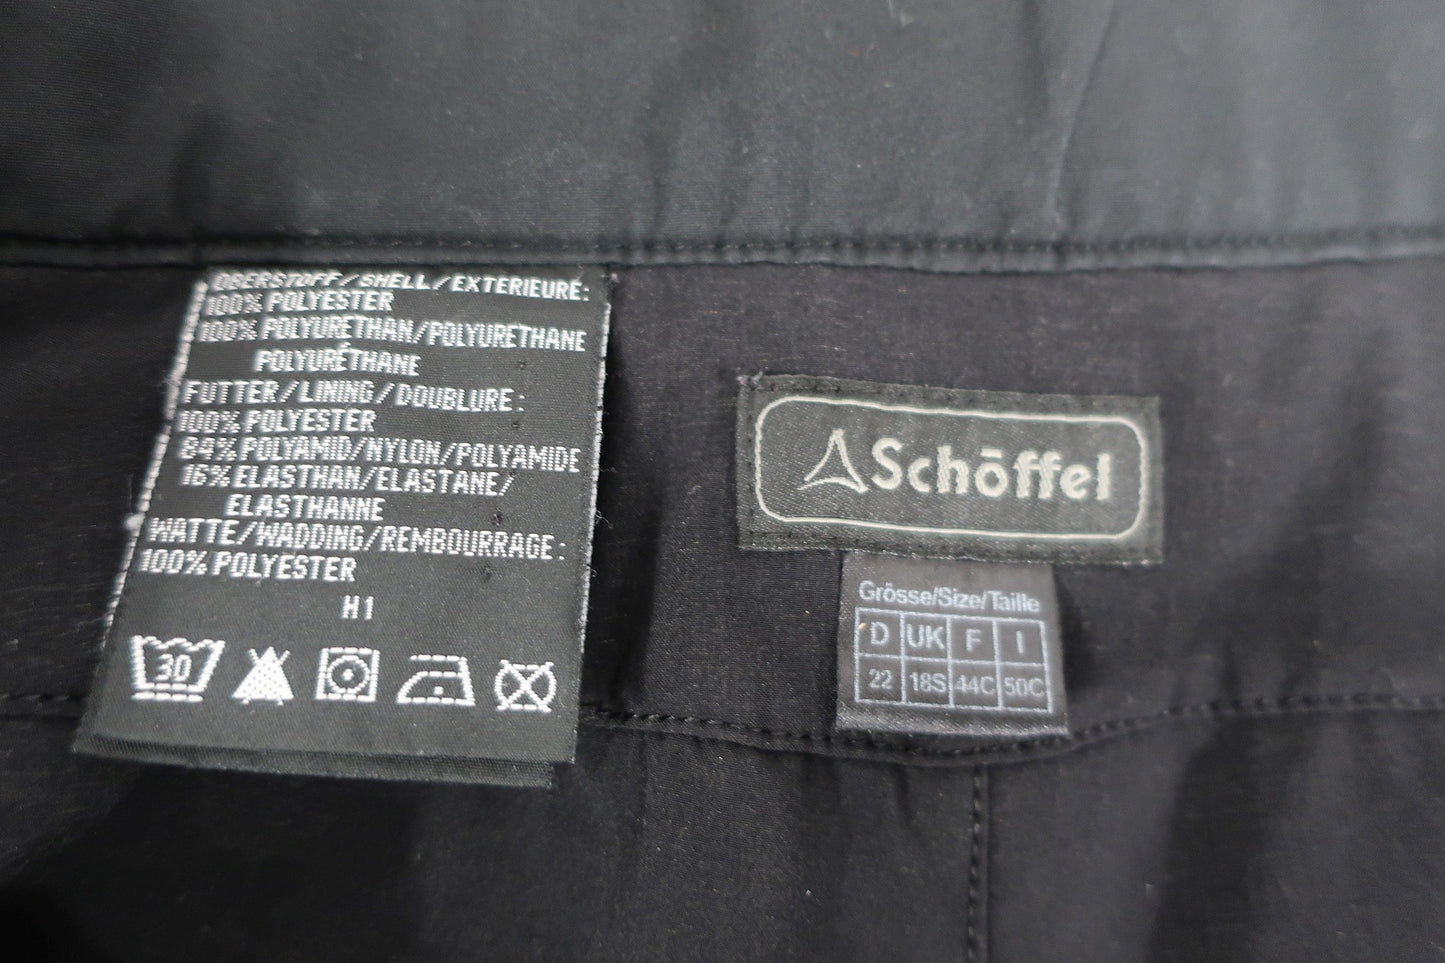 OBERSTOFF/SHELL/EXTERIEURE:
100% POLYESTER
100% POLYURETHAN/POLYURETHANE
POLYURÉTHANE
FUTTER/LINING/DOUBLURE:
100% POLYESTER
84% POLYAMID/NYLON/POLYAMIDE
16% ELASTHAN/ELASTANE/
ELASTHANNE
WATTE/WADDING/REMBOURRAGE:
100% POLYESTER
H1
30
Schöffel
Grösse/Size/Taille
D UK F I
22 18S 44C 50C